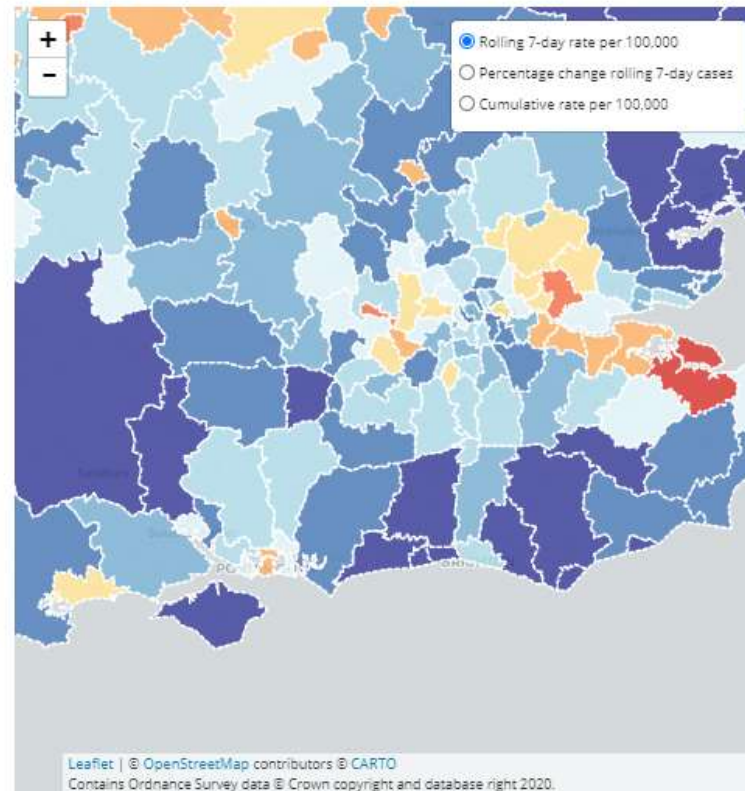 +
−
Rolling 7-day rate per 100,000
Percentage change rolling 7-day cases
Cumulative rate per 100,000
Leaflet | © OpenStreetMap contributors © CARTO
Contains Ordnance Survey data © Crown copyright and database right 2020.